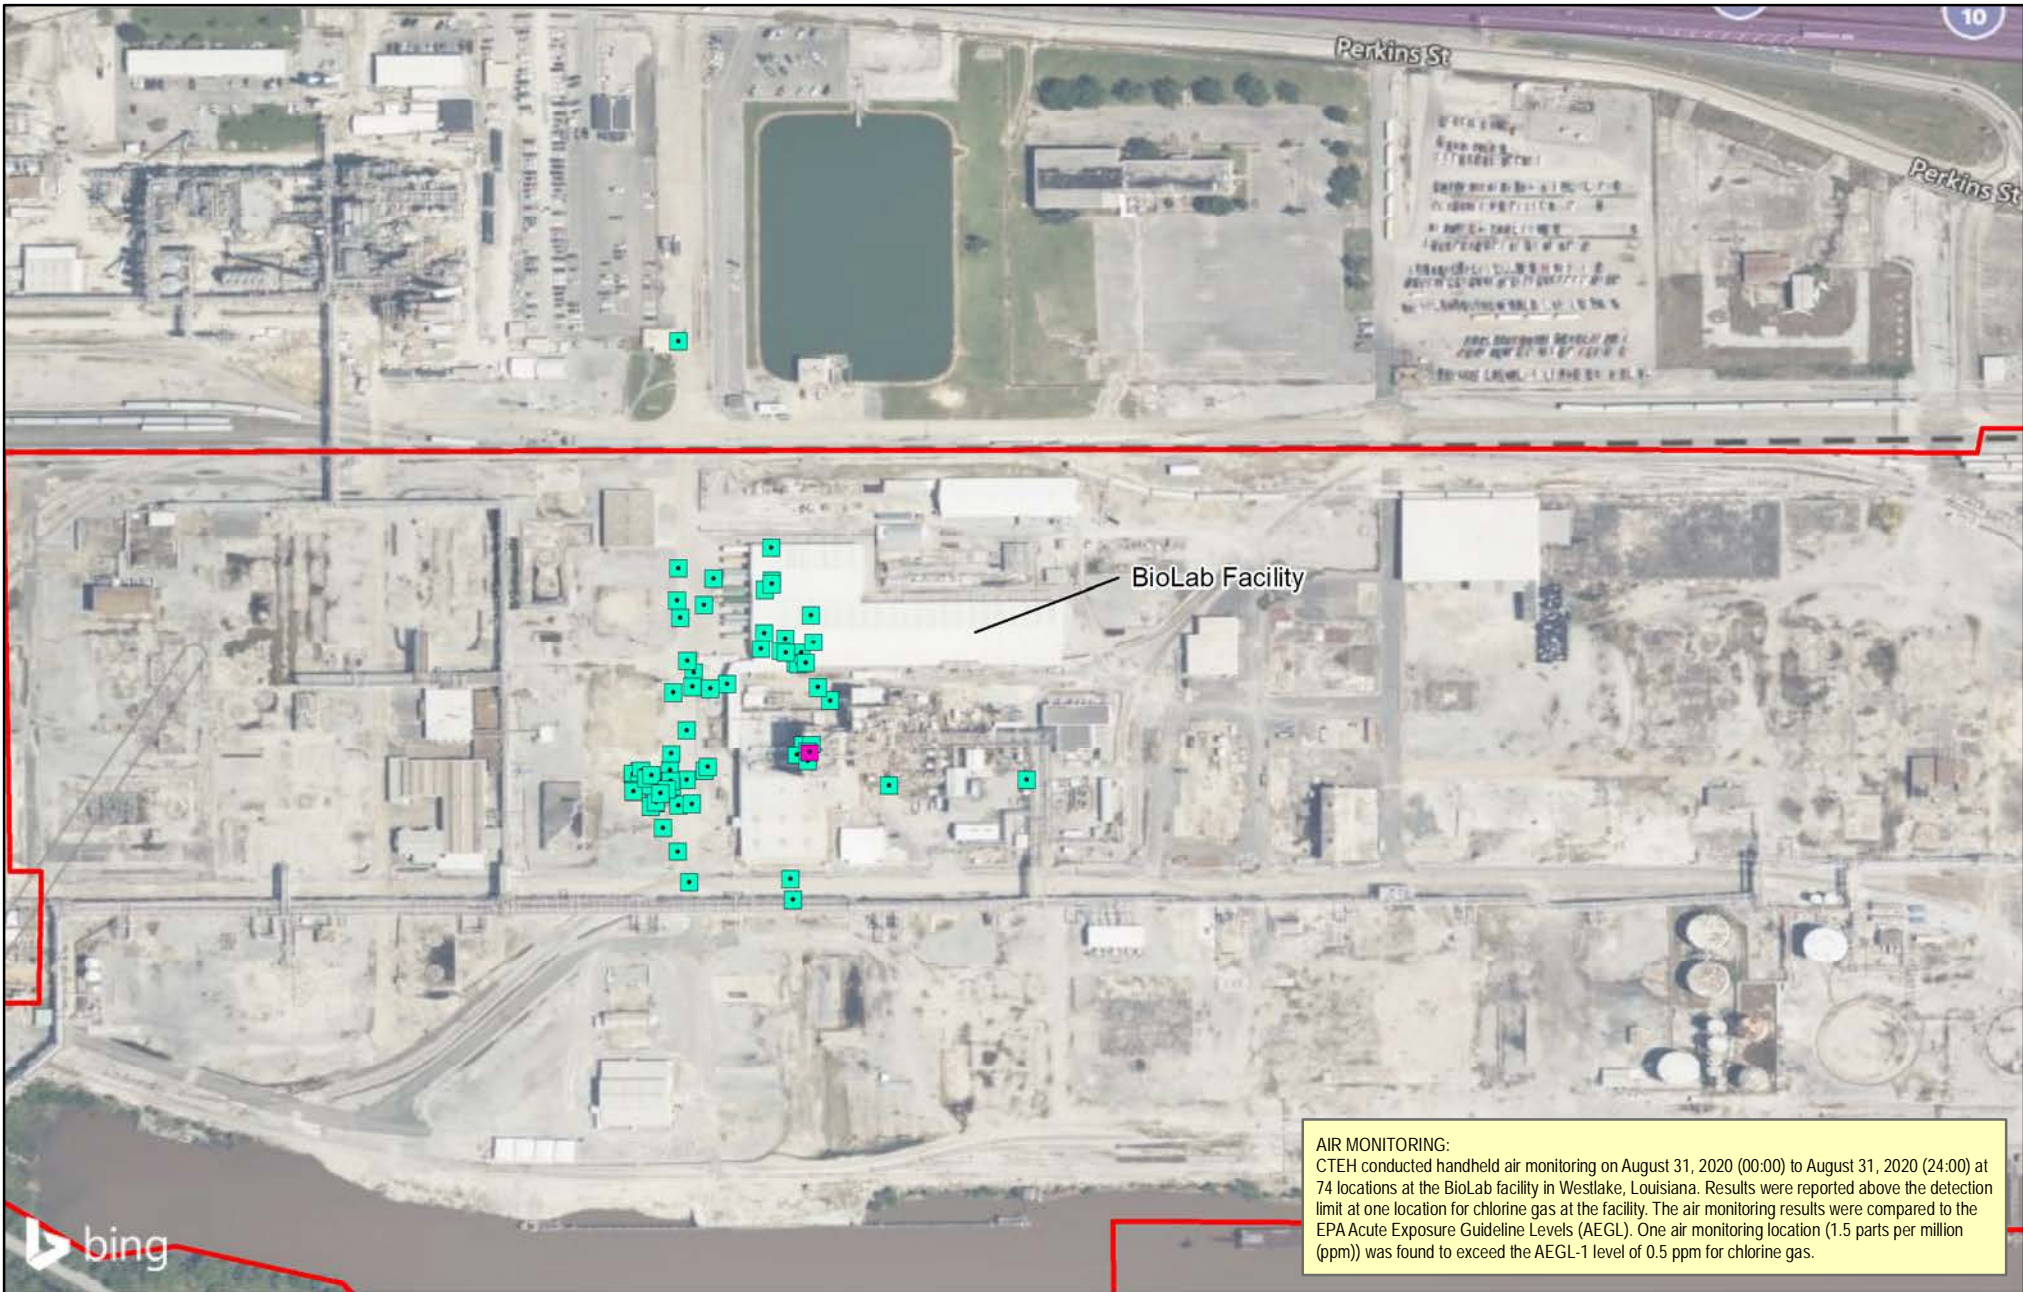 10
Perkins St
Perkins St
BioLab Facility
AIR MONITORING:
CTEH conducted handheld air monitoring on August 31, 2020 (00:00) to August 31, 2020 (24:00) at
74 locations at the BioLab facility in Westlake, Louisiana. Results were reported above the detection
limit at one location for chlorine gas at the facility. The air monitoring results were compared to the
EPA Acute Exposure Guideline Levels (AEGL). One air monitoring location (1.5 parts per million
(ppm)) was found to exceed the AEGL-1 level of 0.5 ppm for chlorine gas.
bing